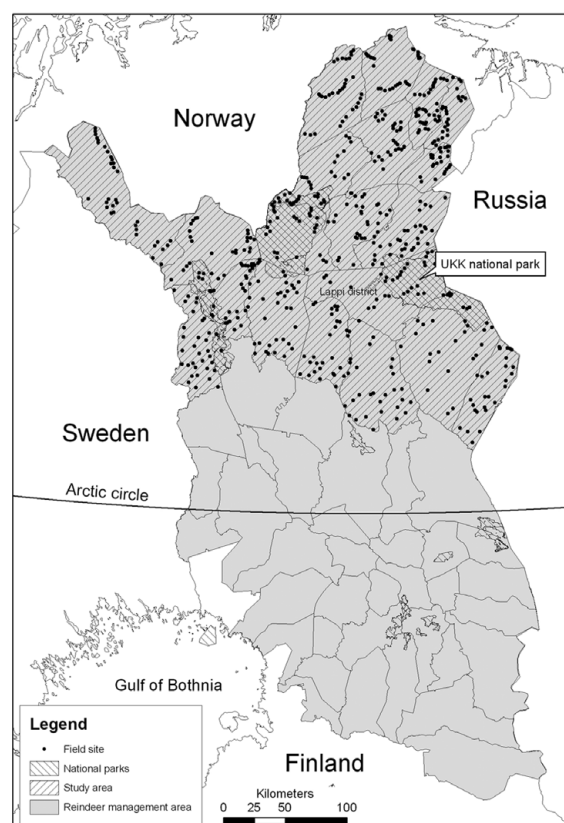 Norway
Russia
UKK national park
Lappi district
Sweden
Arctic circle
Gulf of Bothnia
Finland
Legend
Field site
National parks
Study area
Reindeer management area
Kilometers
0 25 50 100